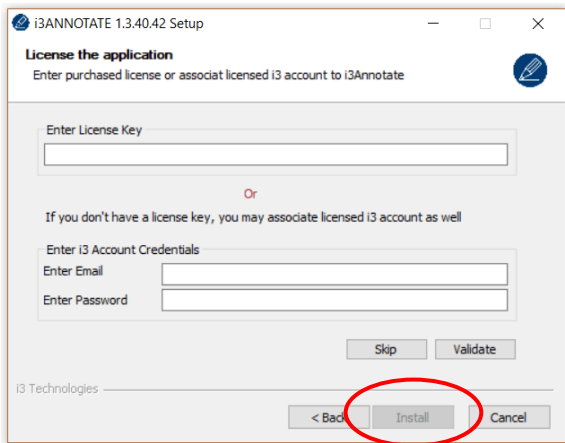 i3ANNOTATE 1.3.40.42 Setup
License the application
Enter purchased license or associat licensed i3 account to i3Annotate
Enter License Key
Or
If you don't have a license key, you may associate licensed i3 account as well
Enter i3 Account Credentials
Enter Email
Enter Password
Skip Validate
i3 Technologies
< Back Install Cancel